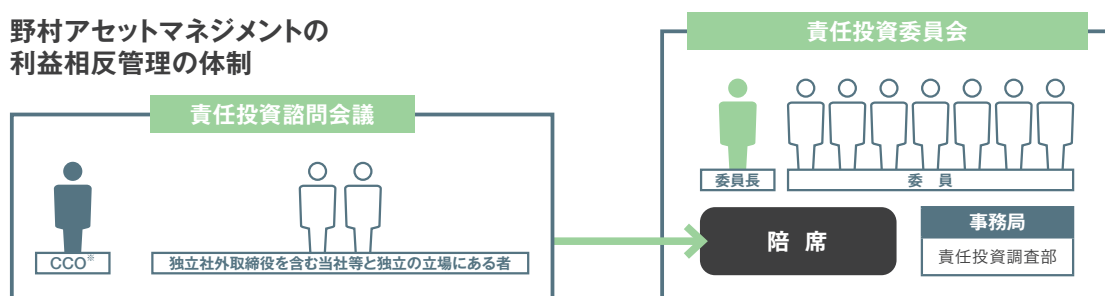 野村アセットマネジメントの
利益相反管理の体制
責任投資諮問会議
CCO※
独立社外取締役を含む当社等と独立の立場にある者
責任投資委員会
委員長
委 員
陪 席
事務局
責任投資調査部